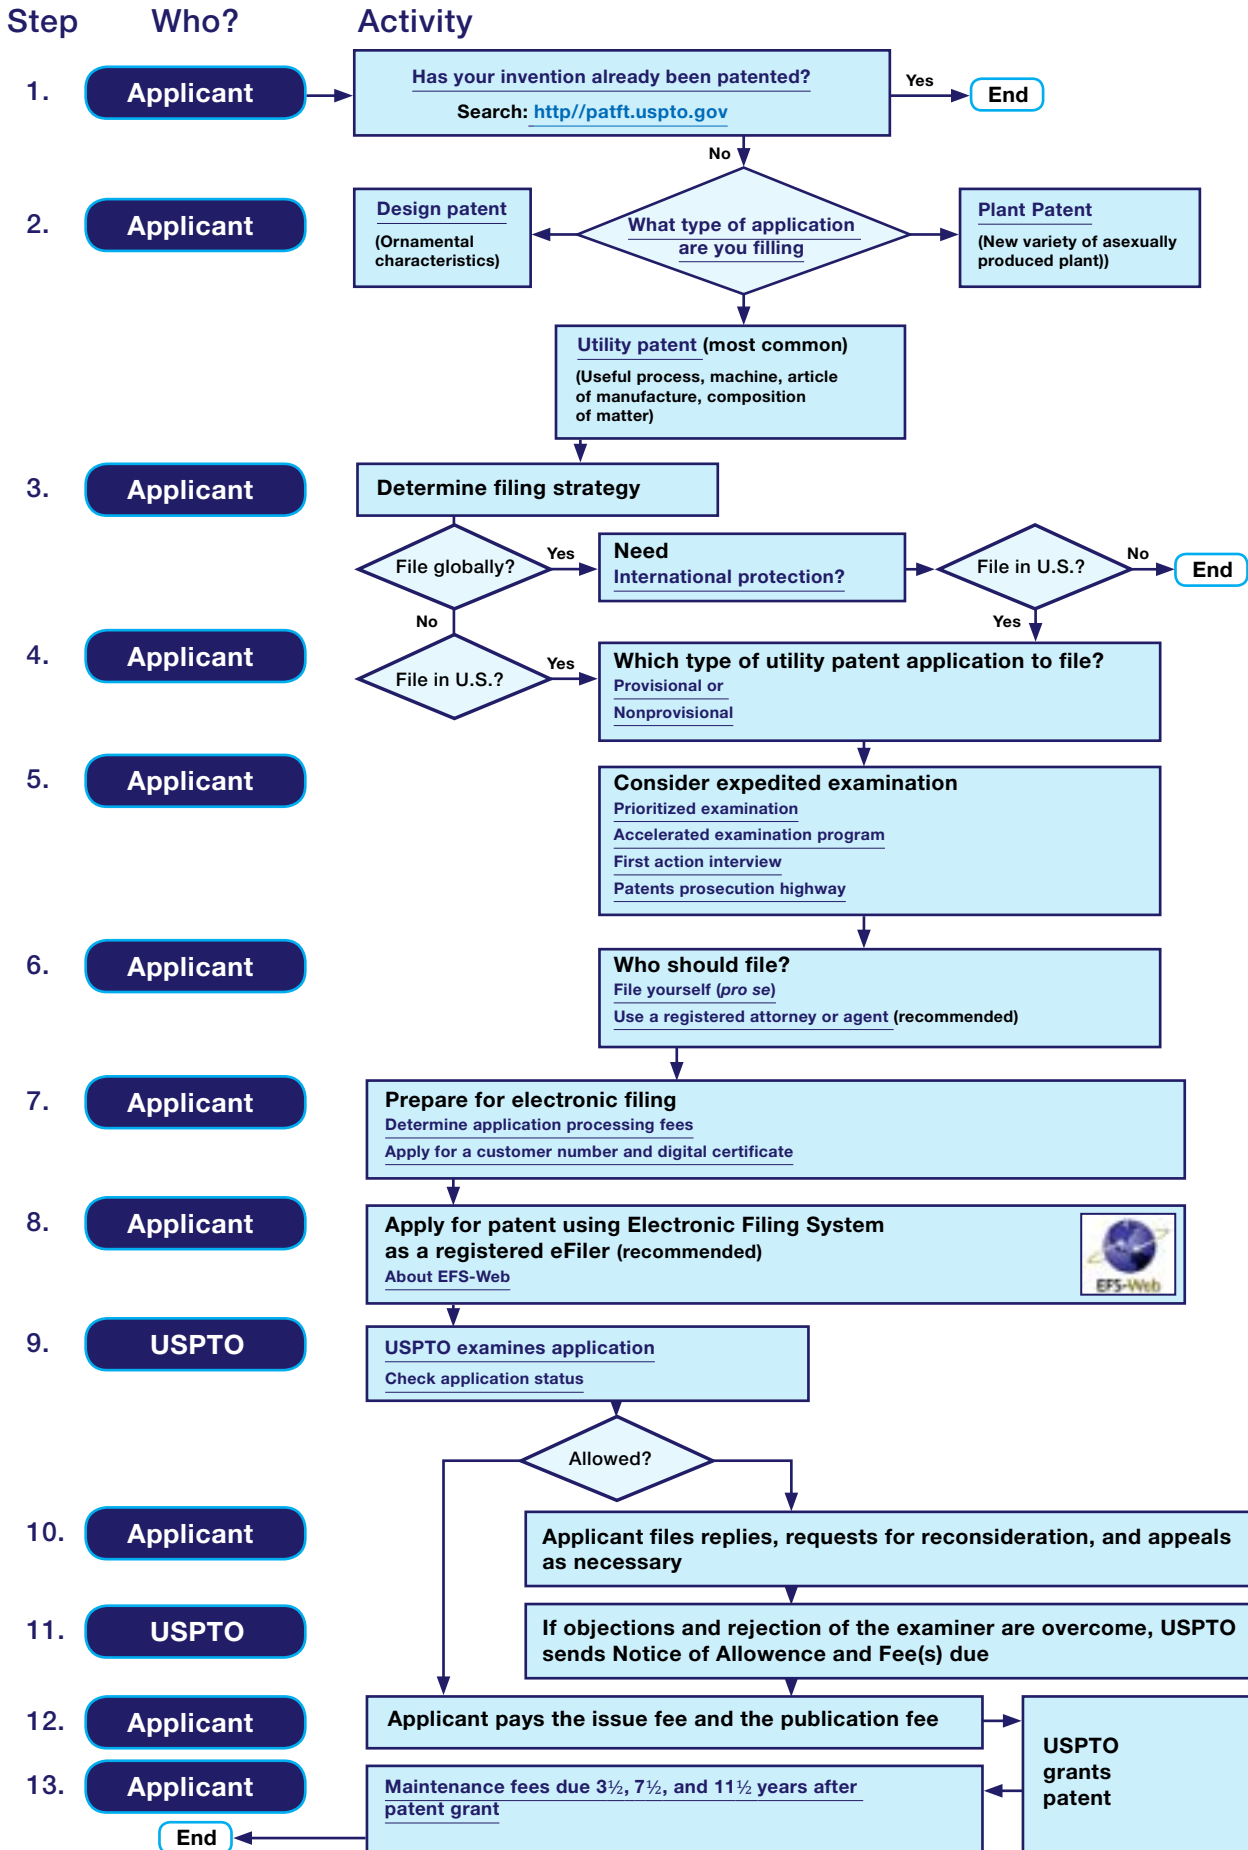 Step Who? Activity
1. Applicant
Has your invention already been patented?
Search: http//patft.uspto.gov
Yes
End
No
2. Applicant
Design patent
(Ornamental
characteristics)
What type of application
are you filling
Plant Patent
(New variety of asexually
produced plant))
Utility patent (most common)
(Useful process, machine, article
of manufacture, composition
of matter)
3. Applicant
Determine filing strategy
File globally?
Yes
Need
International protection?
File in U.S.?
No
End
No
Yes
4. Applicant
File in U.S.?
Yes
Which type of utility patent application to file?
Provisional or
Nonprovisional
5. Applicant
Consider expedited examination
Prioritized examination
Accelerated examination program
First action interview
Patents prosecution highway
6. Applicant
Who should file?
File yourself (pro se)
Use a registered attorney or agent (recommended)
7. Applicant
Prepare for electronic filing
Determine application processing fees
Apply for a customer number and digital certificate
8. Applicant
Apply for patent using Electronic Filing System
as a registered eFiler (recommended)
About EFS-Web
EFS-Web
9. USPTO
USPTO examines application
Check application status
Allowed?
10. Applicant
Applicant files replies, requests for reconsideration, and appeals
as necessary
11. USPTO
If objections and rejection of the examiner are overcome, USPTO
sends Notice of Allowence and Fee(s) due
12. Applicant
Applicant pays the issue fee and the publication fee
USPTO
grants
patent
13. Applicant
Maintenance fees due 3½, 7½, and 11½ years after
patent grant
End